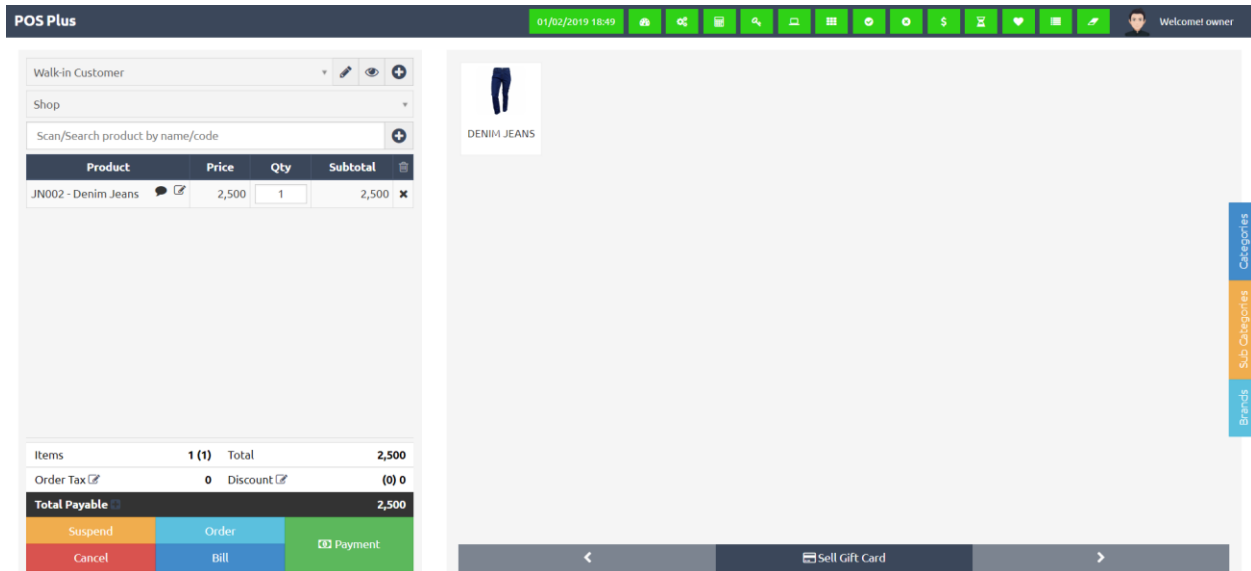 POS Plus
01/02/2019 18:49
$
Welcome! owner
Walk-in Customer
Shop
Scan/Search product by name/code
Product Price Qty Subtotal
JN002 - Denim Jeans 2,500 1 2,500
Items 1 (1) Total 2,500
Order Tax 0 Discount (0) 0
Total Payable 2,500
Suspend Order
Payment
Cancel Bill
DENIM JEANS
Sell Gift Card
Categories
Sub Categories
Brands